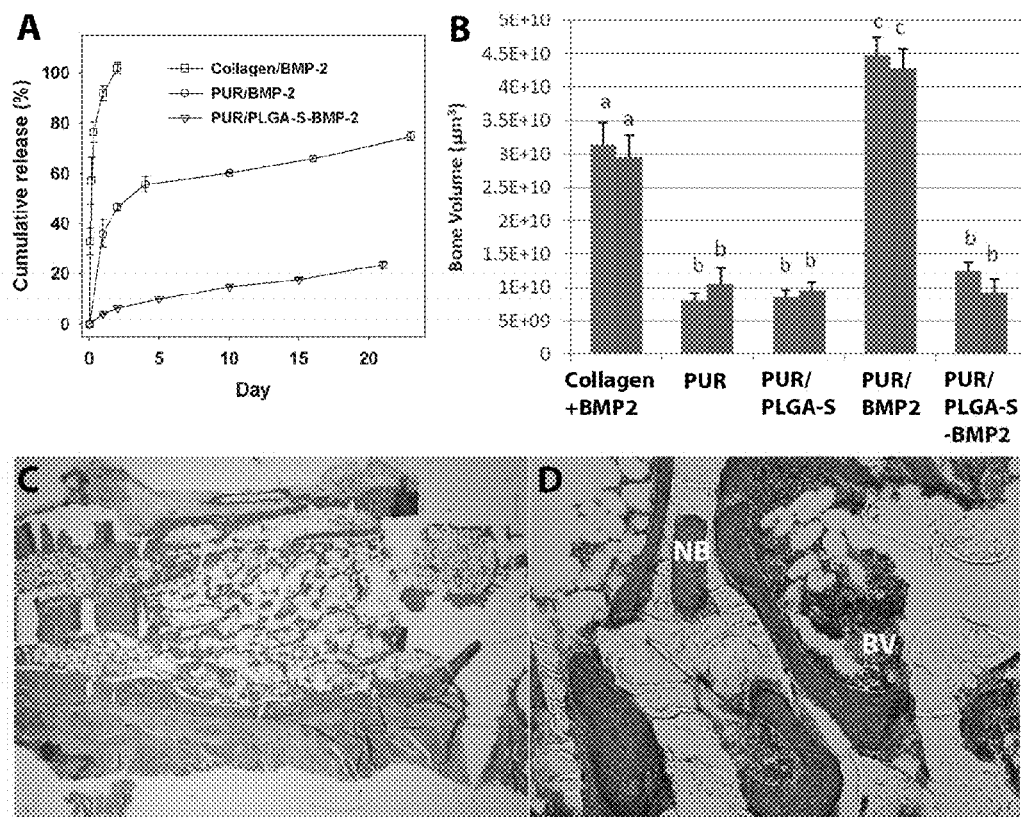 A
Cumulative release (%)
100
80
60
40
20
0
Collagen/BMP-2
PUR/BMP-2
PUR/PLGA-S-BMP-2
0 5 10 15 20
Day
B
Bone Volume (µm³)
5E+10
4.5E+10
4E+10
3.5E+10
3E+10
2.5E+10
2E+10
1.5E+10
1E+10
5E+09
0
a a
b b
b b
c c
b b
Collagen
+BMP2
PUR
PUR/
PLGA-S
PUR/
BMP2
PUR/
PLGA-S
-BMP2
C
D
NB
BV